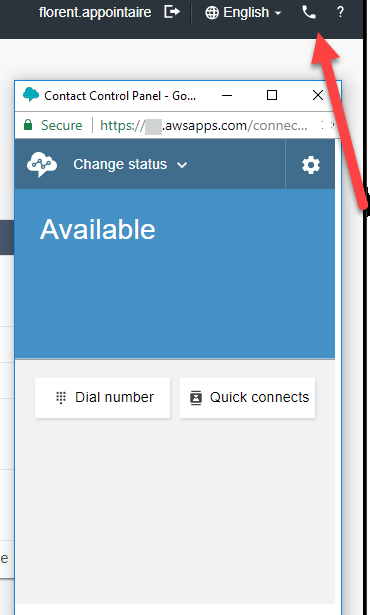 florent.appointaire English ?
Contact Control Panel - Go...
Secure https:// .awsapps.com/connec...
Change status
Available
Dial number Quick connects
e